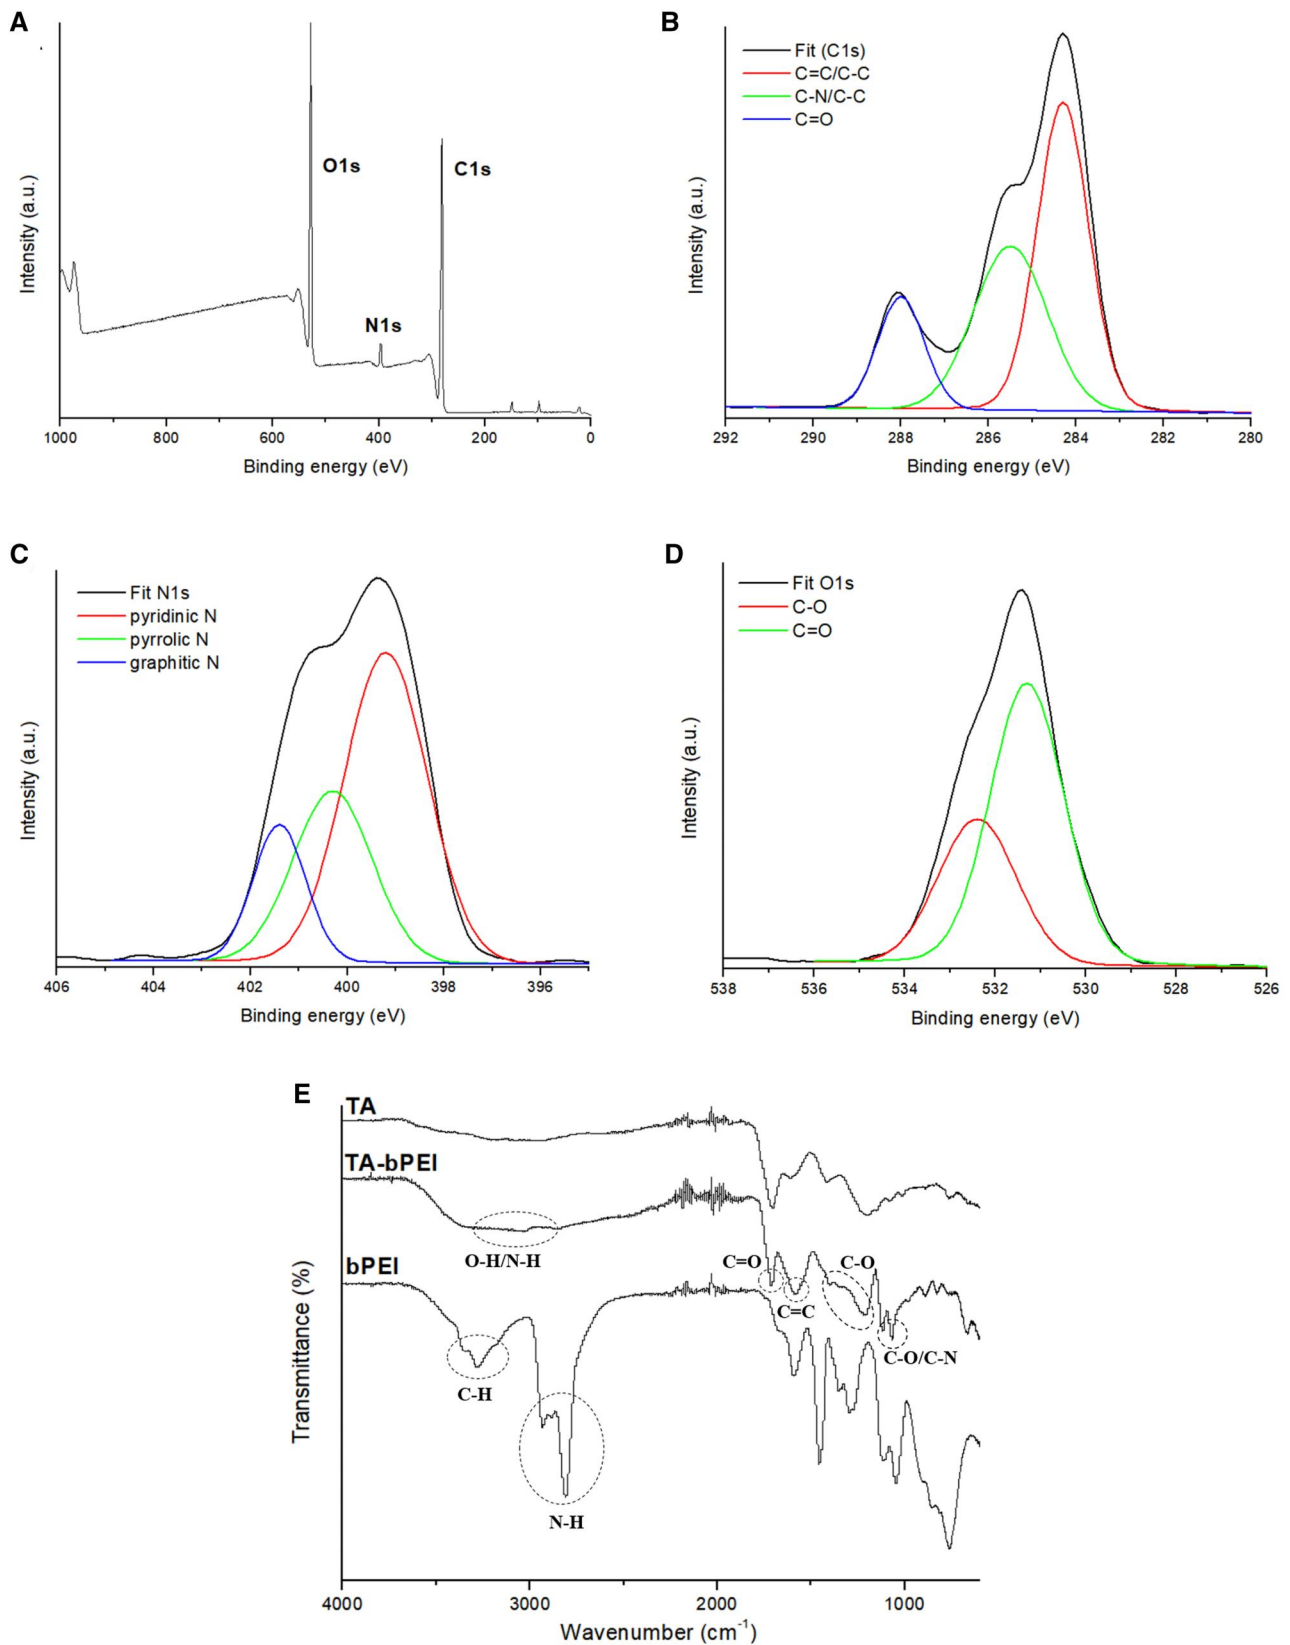 A
O1s
C1s
N1s
Intensity (a.u.)
1000 800 600 400 200 0
Binding energy (eV)
B
Fit (C1s)
C=C/C-C
C-N/C-C
C=O
Intensity (a.u.)
292 290 288 286 284 282 280
Binding energy (eV)
C
Fit N1s
pyridinic N
pyrrolic N
graphitic N
Intensity (a.u.)
406 404 402 400 398 396
Binding energy (eV)
D
Fit O1s
C-O
C=O
Intensity (a.u.)
538 536 534 532 530 528 526
Binding energy (eV)
E
TA
TA-bPEI
O-H/N-H
bPEI
C=O
C-O
C=C
C-O/C-N
C-H
N-H
Transmittance (%)
4000 3000 2000 1000
Wavenumber (cm⁻¹)